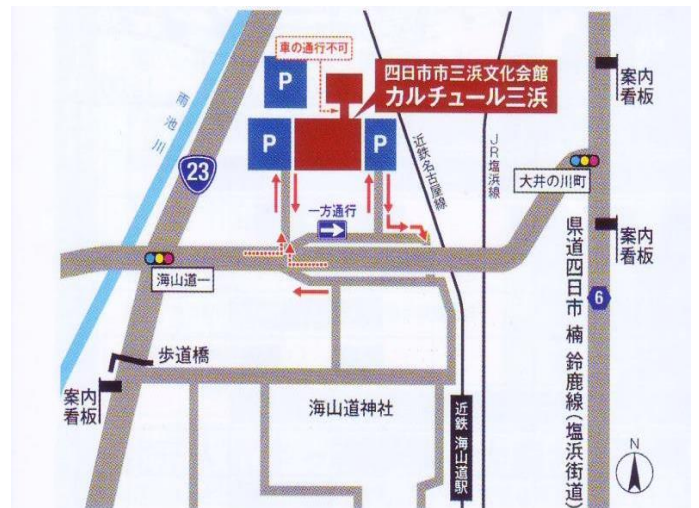 車の通行不可
四日市市三浜文化会館
カルチュール三浜
P
P
P
案内
看板
雨池川
23
近鉄名古屋線
JR塩浜線
大井の川町
一方通行
案内
看板
海山道一
県道四日市 楠 鈴鹿線(塩浜街道)
6
歩道橋
案内
看板
海山道神社
近鉄 海山道駅
N